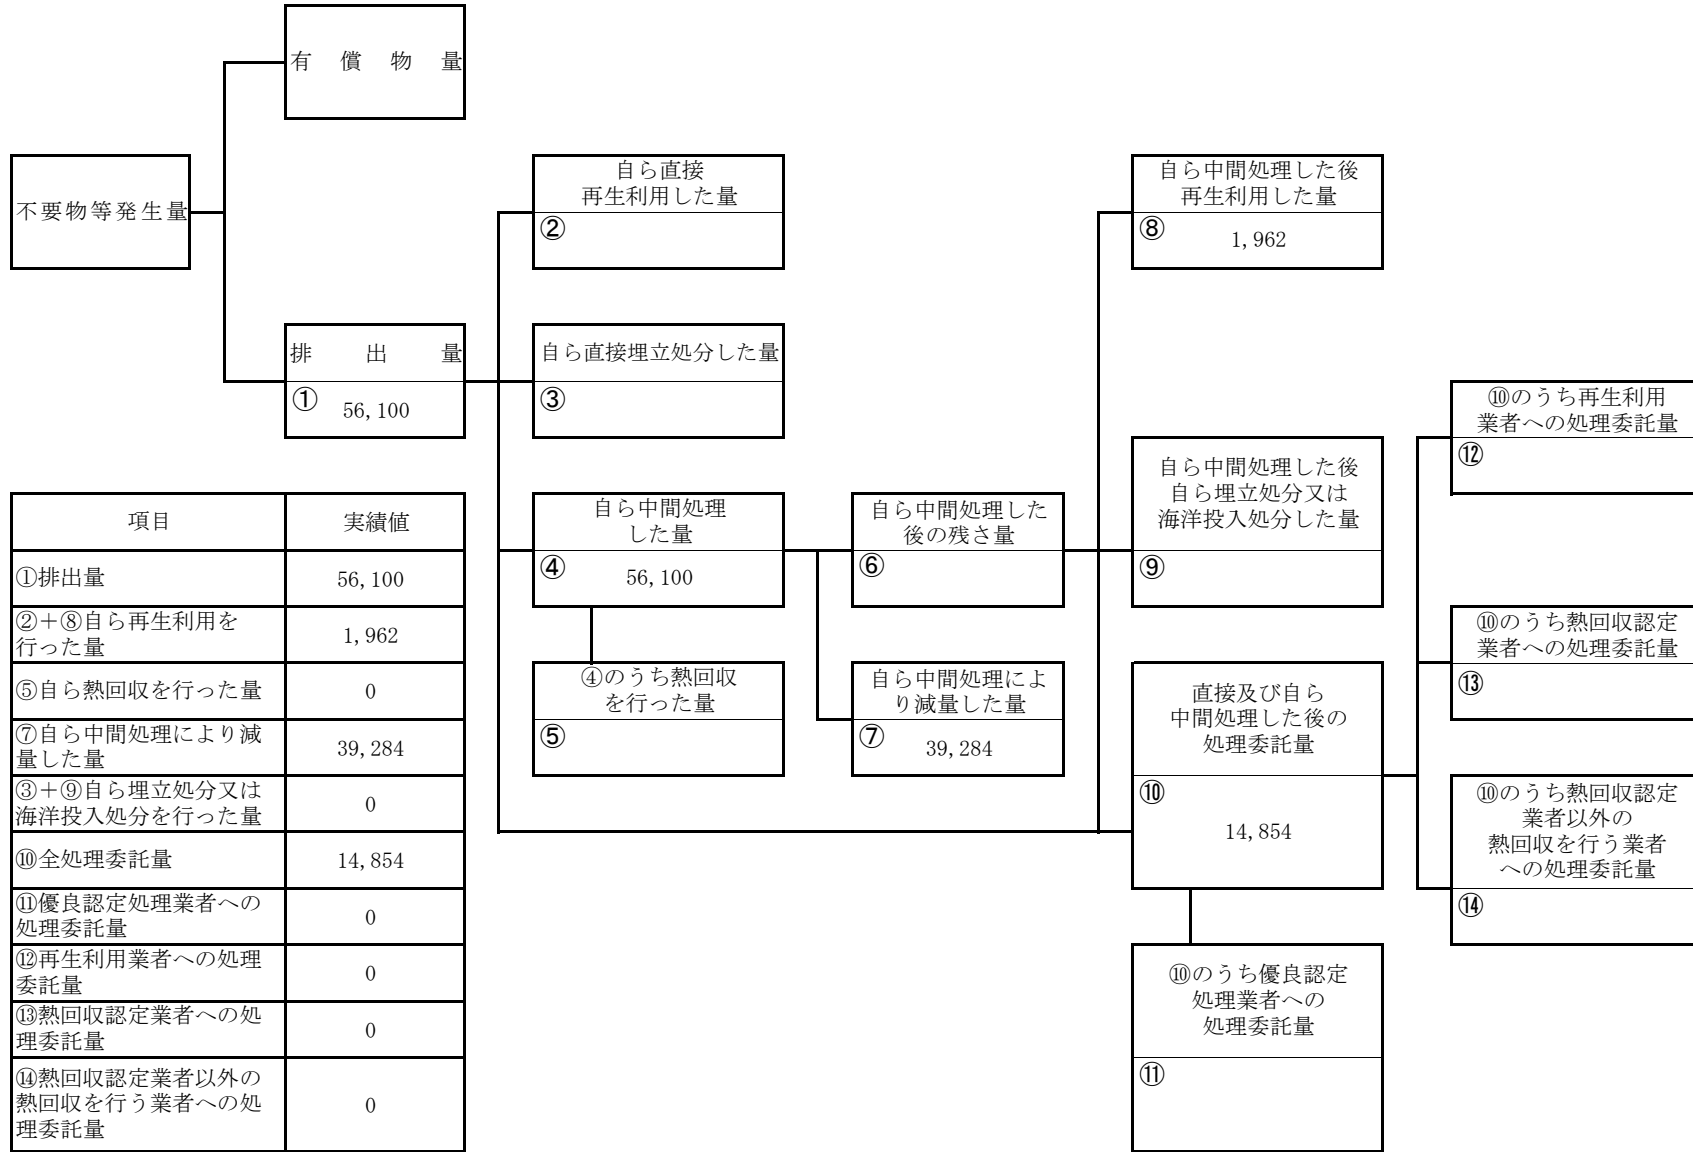 有償物量
不要物等発生量
自ら直接
再生利用した量
②
自ら中間処理した後
再生利用した量
⑧
1,962
排出量
①
56,100
自ら直接埋立処分した量
③
⑩のうち再生利用
業者への処理委託量
⑫
自ら中間処理した後
自ら埋立処分又は
海洋投入処分した量
⑨
自ら中間処理
した量
④
56,100
自ら中間処理した
後の残さ量
⑥
⑩のうち熱回収認定
業者への処理委託量
⑬
④のうち熱回収
を行った量
⑤
自ら中間処理によ
り減量した量
⑦
39,284
直接及び自ら
中間処理した後の
処理委託量
⑩
14,854
⑩のうち熱回収認定
業者以外の
熱回収を行う業者
への処理委託量
⑭
⑩のうち優良認定
処理業者への
処理委託量
⑪
項目 実績値
①排出量 56,100
②+⑧自ら再生利用を
行った量
1,962
⑤自ら熱回収を行った量 0
⑦自ら中間処理により減
量した量
39,284
③+⑨自ら埋立処分又は
海洋投入処分を行った量
0
⑩全処理委託量 14,854
⑪優良認定処理業者への
処理委託量
0
⑫再生利用業者への処理
委託量
0
⑬熱回収認定業者への処
理委託量
0
⑭熱回収認定業者以外の
熱回収を行う業者への処
理委託量
0